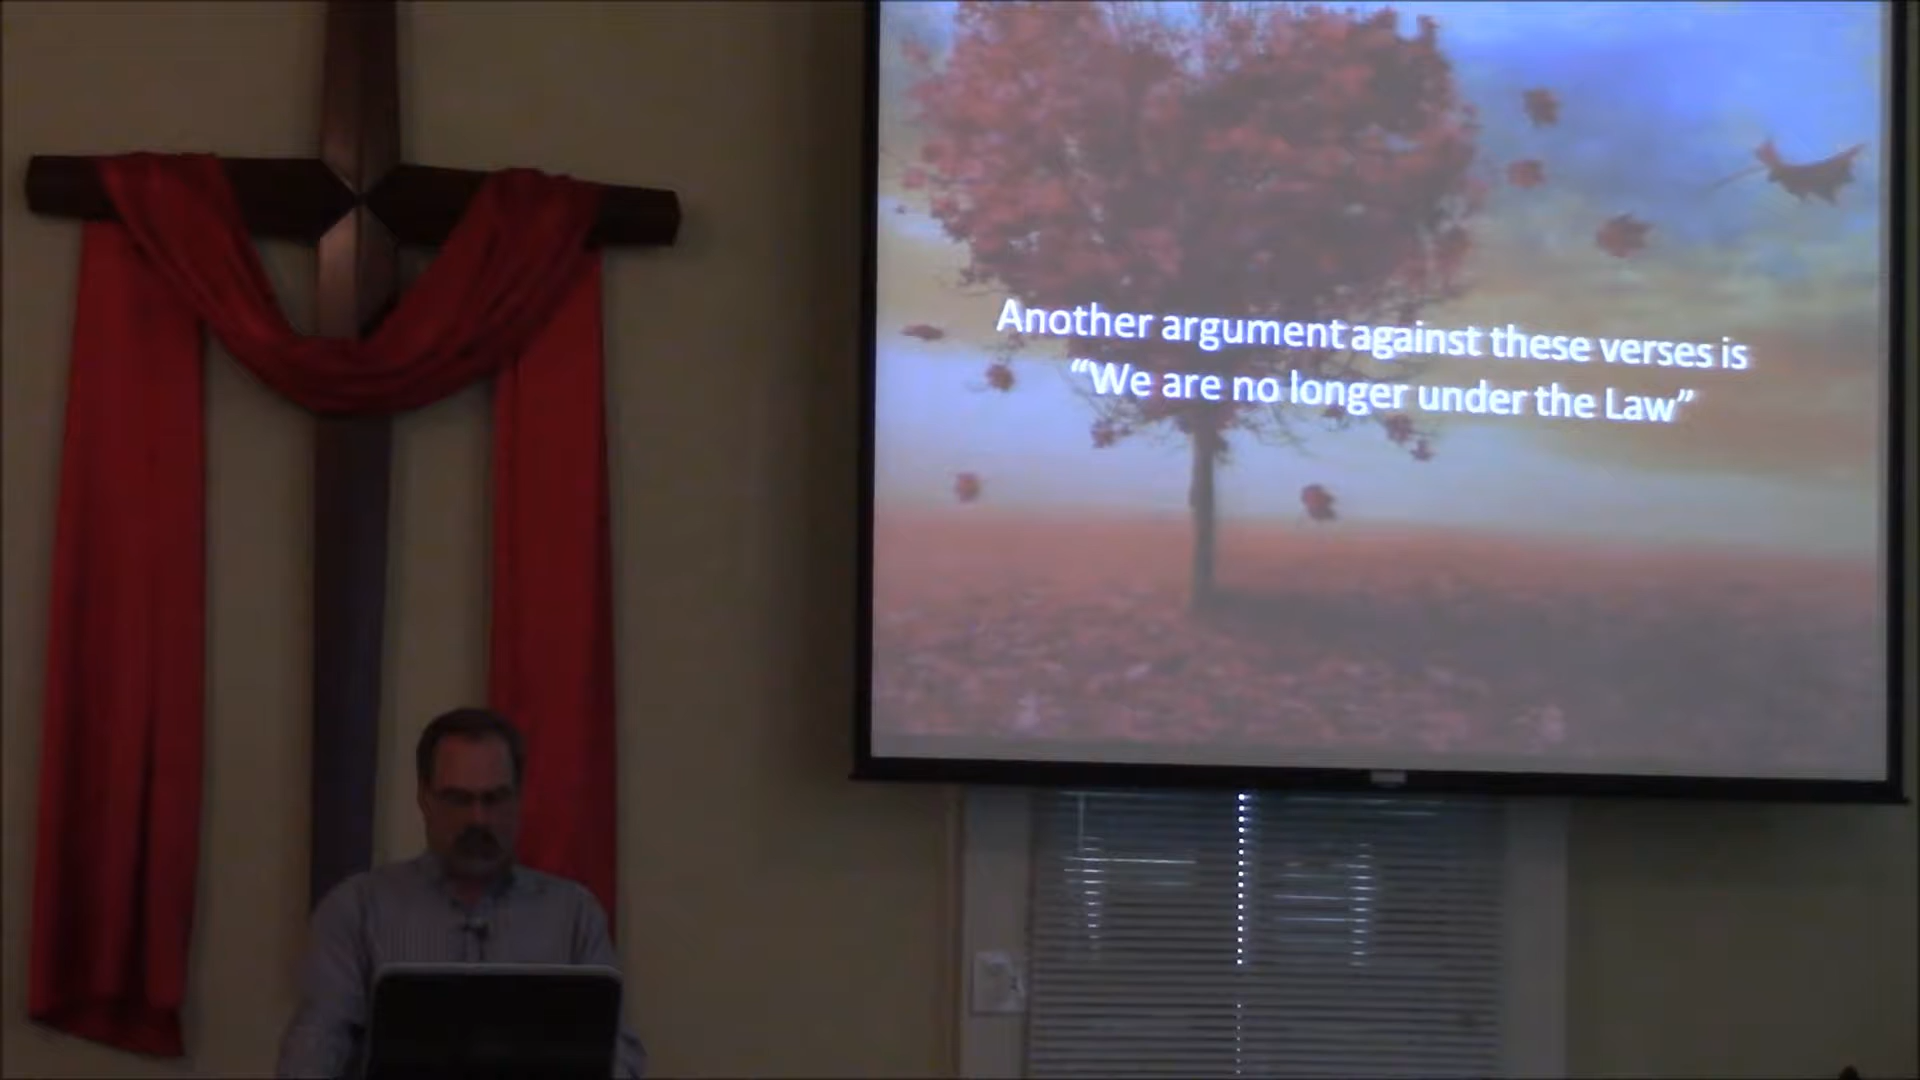 Another argument against these verses is
“We are no longer under the Law”